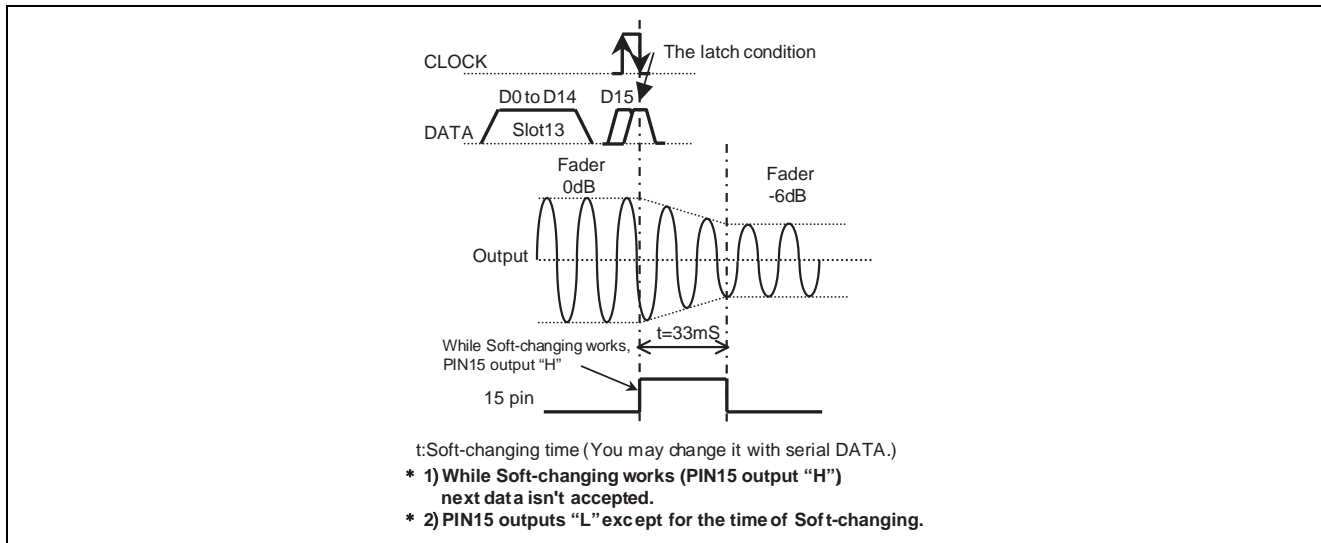 The latch condition
CLOCK
D0 to D14 D15
DATA Slot13
Fader
0dB
Fader
-6dB
Output
t=33mS
While Soft-changing works,
PIN15 output “H”
15 pin
t:Soft-changing time (You may change it with serial DATA.)
* 1) While Soft-changing works (PIN15 output “H”)
next data isn't accepted.
* 2) PIN15 outputs “L” except for the time of Soft-changing.